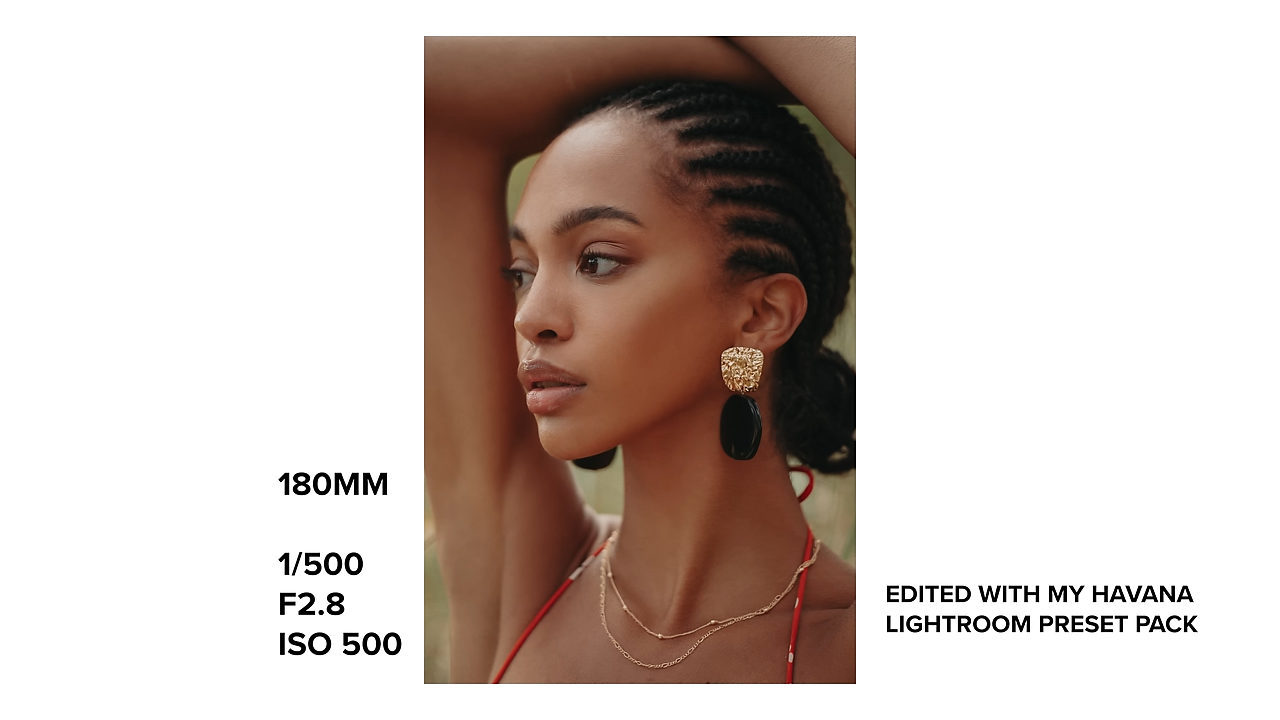 180MM
1/500
F2.8
ISO 500
EDITED WITH MY HAVANA
LIGHTROOM PRESET PACK